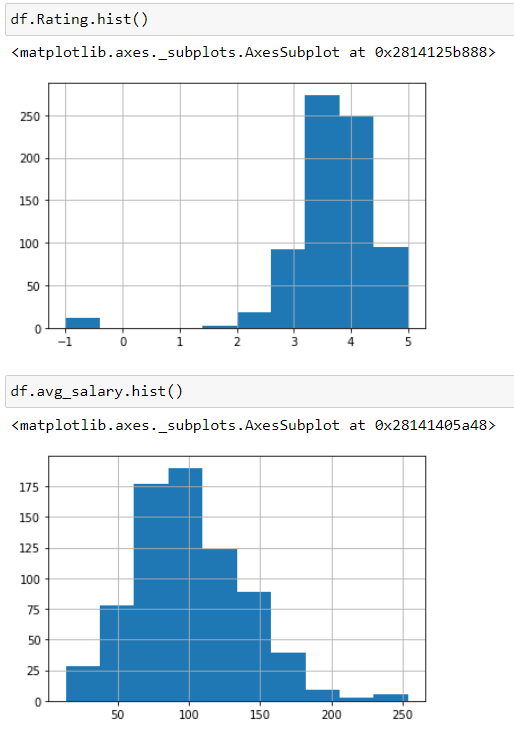 df.Rating.hist()
<matplotlib.axes._subplots.AxesSubplot at 0x2814125b888>
250
200
150
100
50
0
−1 0 1 2 3 4 5
df.avg_salary.hist()
<matplotlib.axes._subplots.AxesSubplot at 0x28141405a48>
175
150
125
100
75
50
25
0
50 100 150 200 250